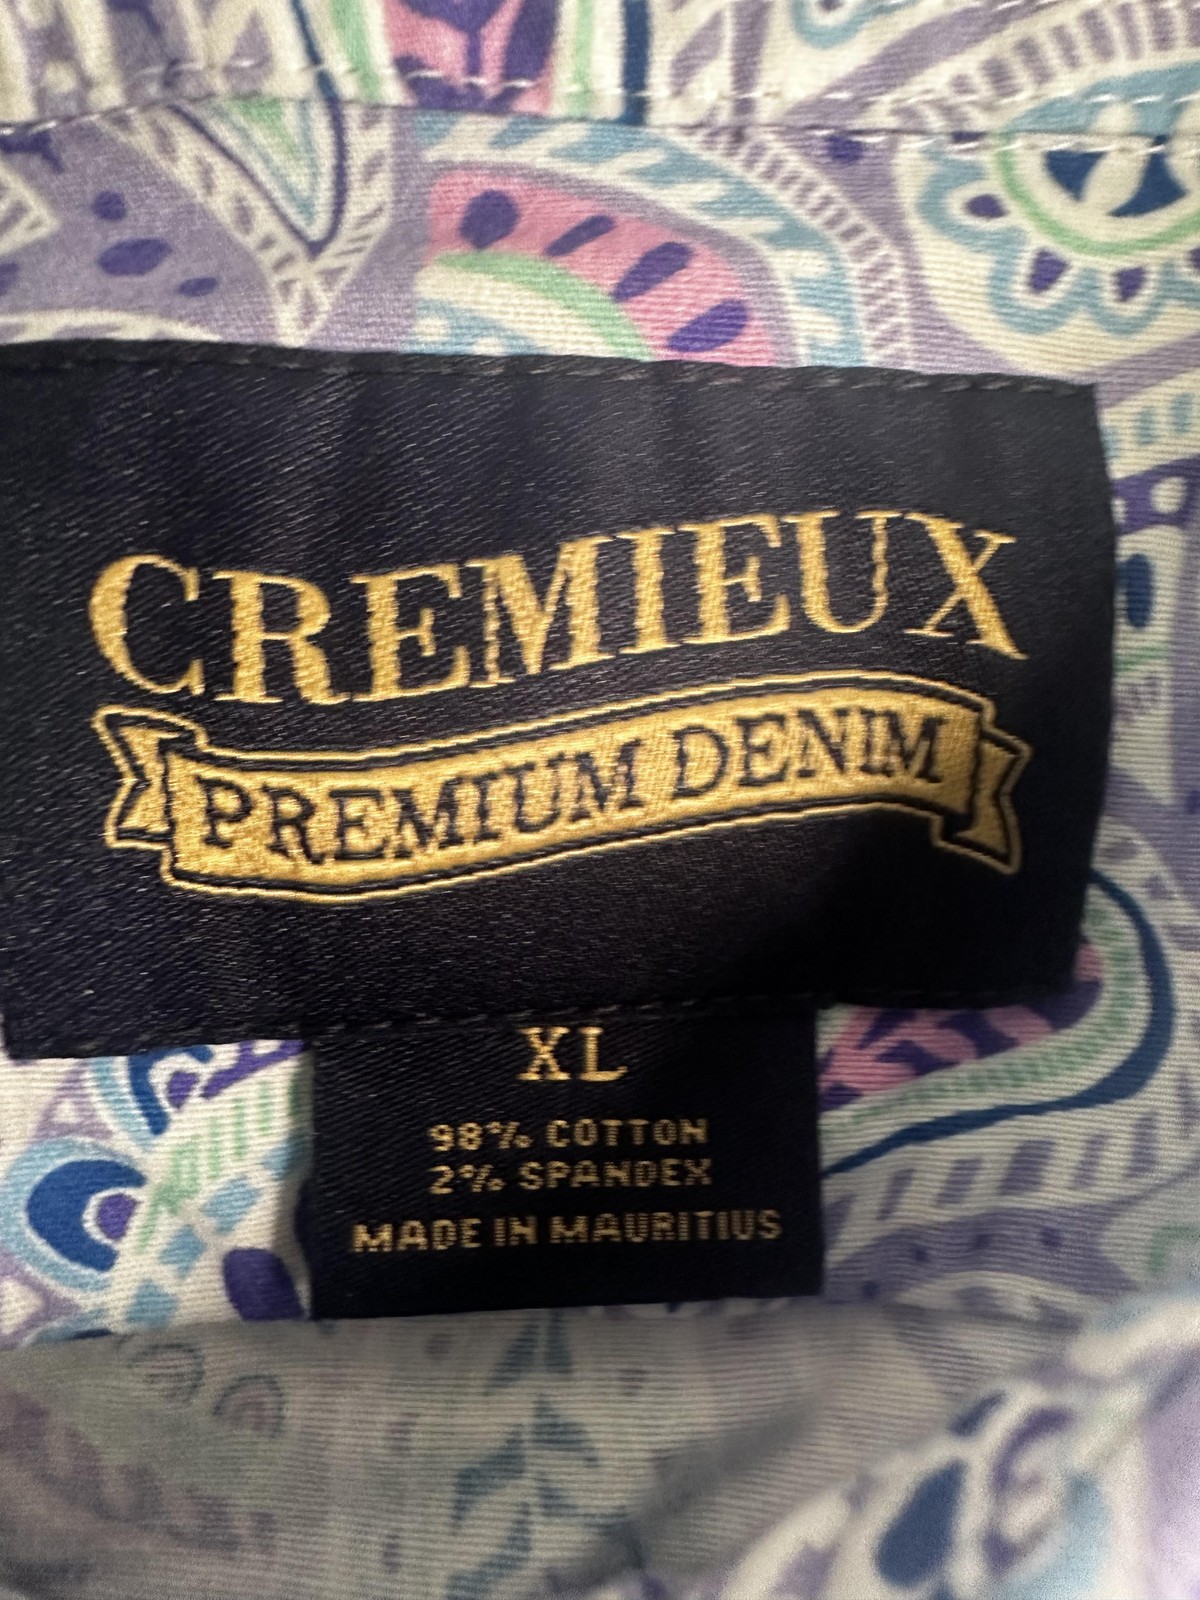 CREMIEUX
PREMIUM DENIM
XL
98% COTTON
2% SPANDEX
MADE IN MAURITIUS